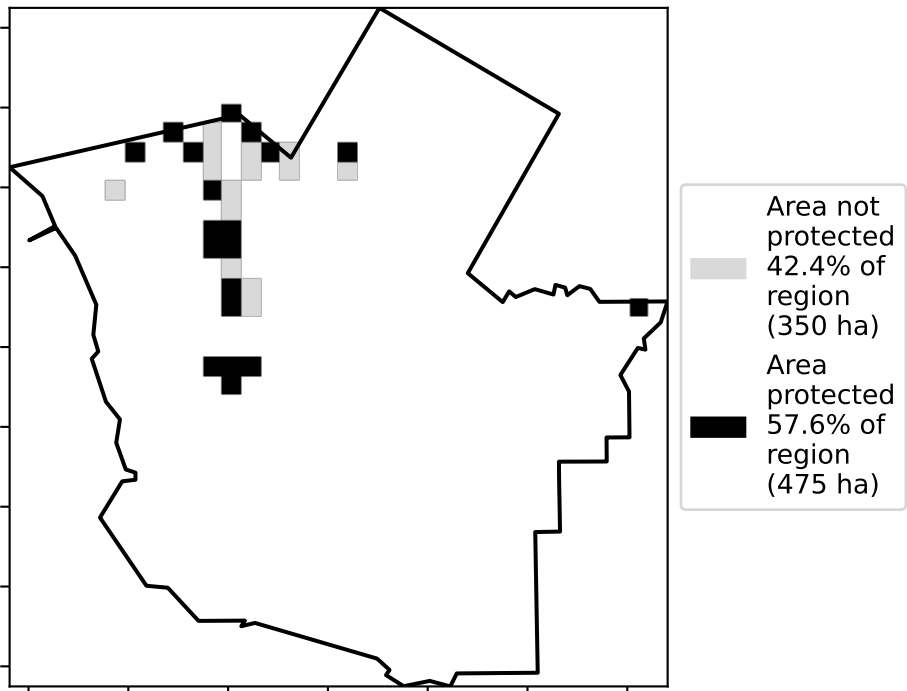 Area not
protected
42.4% of
region
(350 ha)
Area
protected
57.6% of
region
(475 ha)